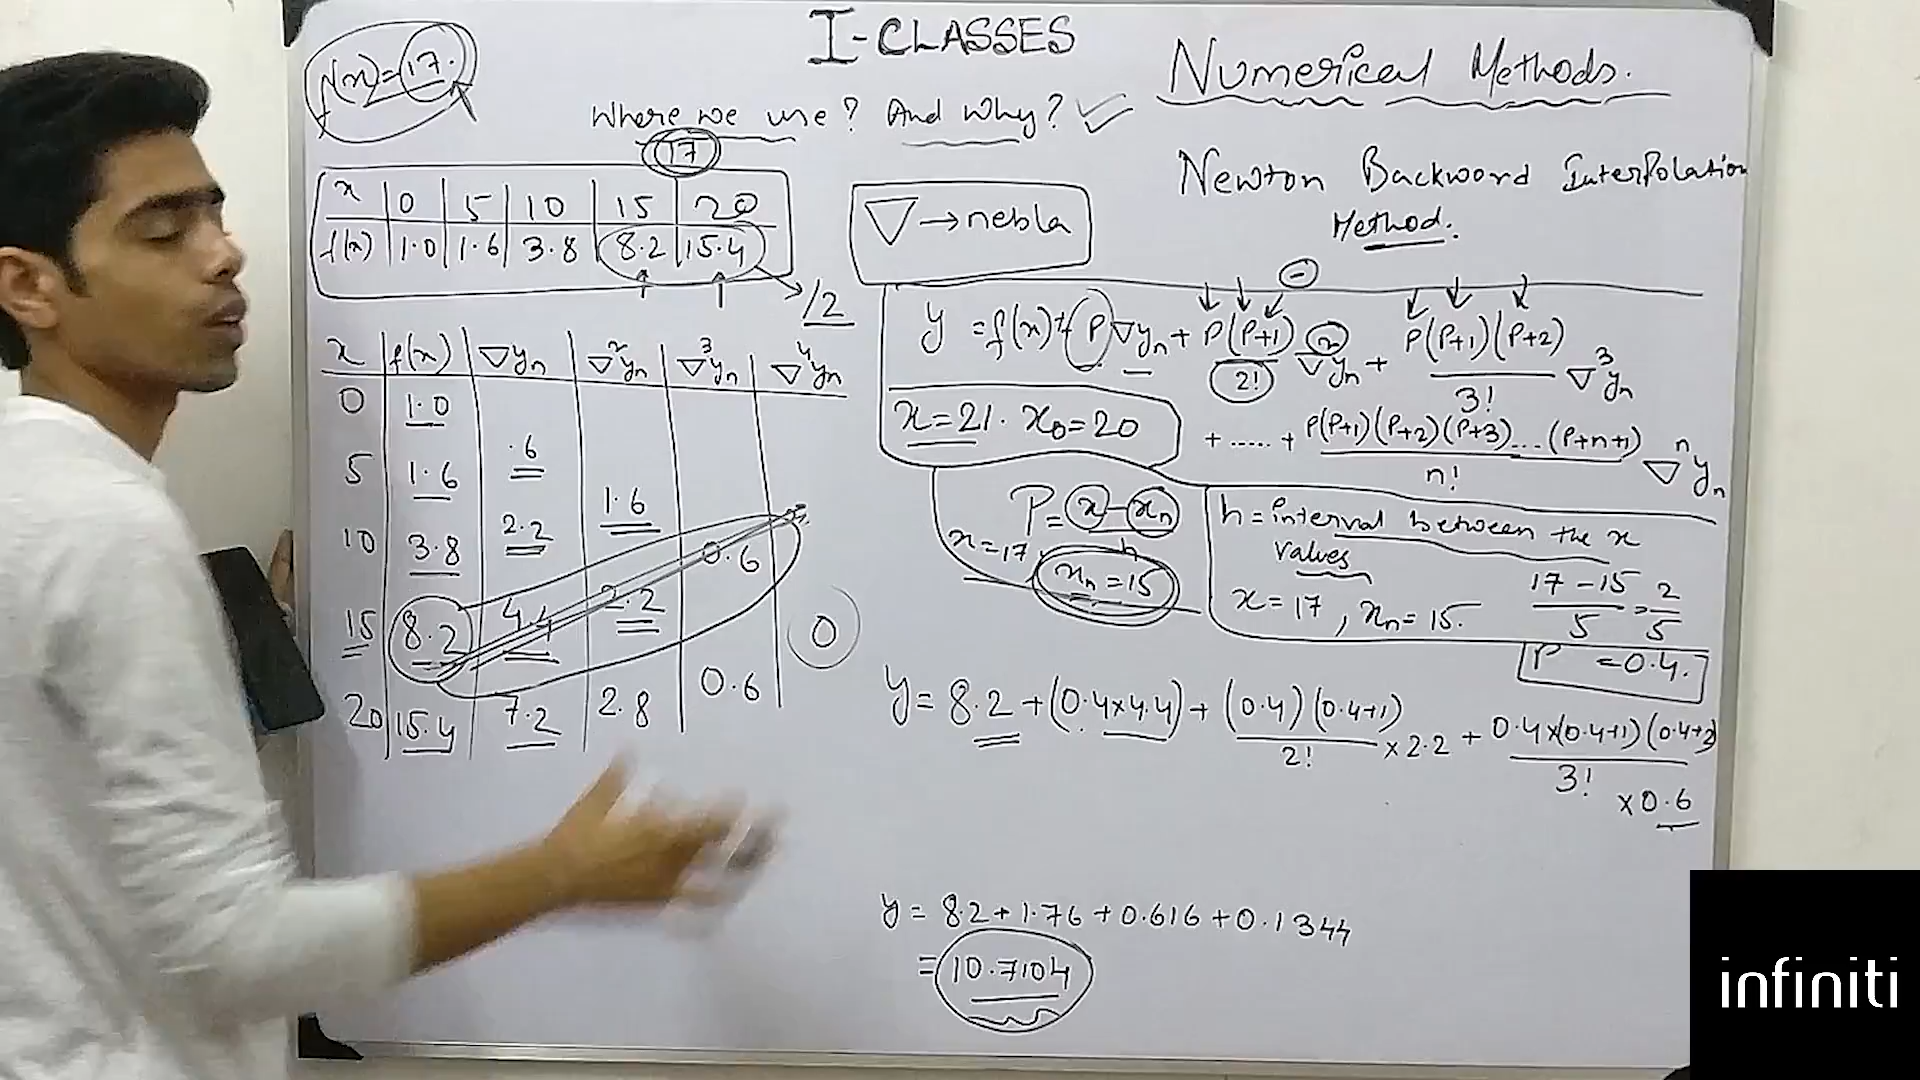 I-CLASSES
f(x)=17.
Numerical Methods.
Where we use? And Why?
17
Newton Backword InterPolation
Method.
x 0 5 10 15 20
f(x) 1.0 1.6 3.8 8.2 15.4
12
▽→nebla
y = f(x)+P▽yₙ + P(P+1)/2! ▽²yₙ + P(P+1)(P+2)/3! ▽³yₙ
+.....+ P(P+1)(P+2)(P+3)...(P+n+1)/n! ▽ⁿyₙ
x=21. x₀=20
P= x-xₙ/h
x=17, xₙ=15
h = interval between the x
values
x=17, xₙ=15.
17-15/5 = 2/5
P =0.4.
x f(x) ▽yₙ ▽²yₙ ▽³yₙ ▽⁴yₙ
0 1.0
.6
5 1.6
1.6
10 3.8 2.2
0.6
15 8.2 4.4 2.2 0
20 15.4 7.2 2.8 0.6
y= 8.2 +(0.4x4.4)+ (0.4)(0.4+1)/2! x2.2 + 0.4x(0.4+1)(0.4+2)/3! x0.6
y= 8.2+1.76+0.616+0.1344
=10.7104
infiniti